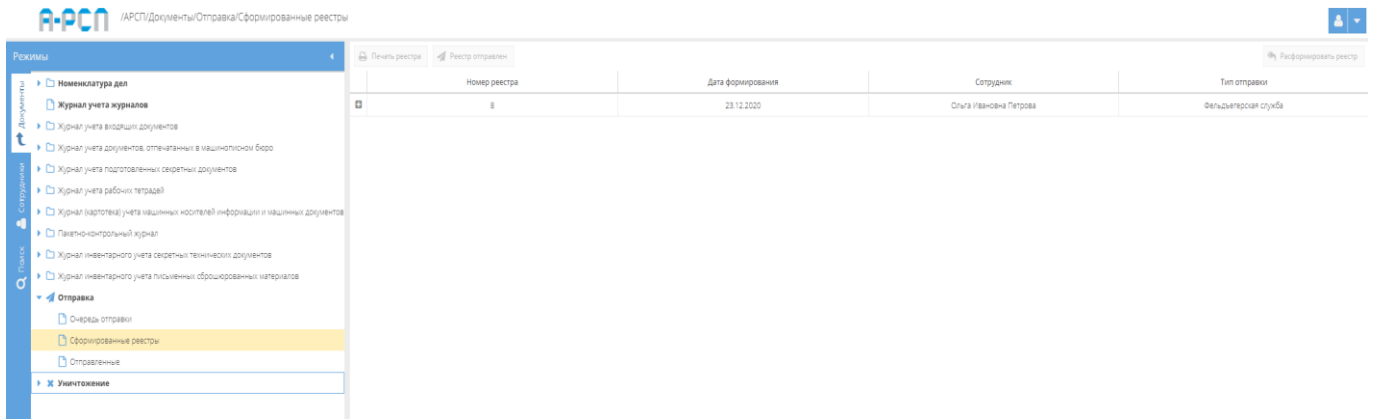 А-РСП
/АРСП/Документы/Отправка/Сформированные реестры
Режимы
Печать реестра
Реестр отправлен
Расформировать реестр
Документы
Сотрудники
Поиск
Номенклатура дел
Журнал учета журналов
Журнал учета входящих документов
Журнал учета документов, отпечатанных в машинописном бюро
Журнал учета подготовленных секретных документов
Журнал учета рабочих тетрадей
Журнал (картотека) учета машинных носителей информации и машинных документов
Пакетно-контрольный журнал
Журнал инвентарного учета секретных технических документов
Журнал инвентарного учета письменных сброшюрованных материалов
Отправка
Очередь отправки
Сформированные реестры
Отправленные
Уничтожение
Номер реестра
Дата формирования
Сотрудник
Тип отправки
8
23.12.2020
Ольга Ивановна Петрова
Фельдъегерская служба